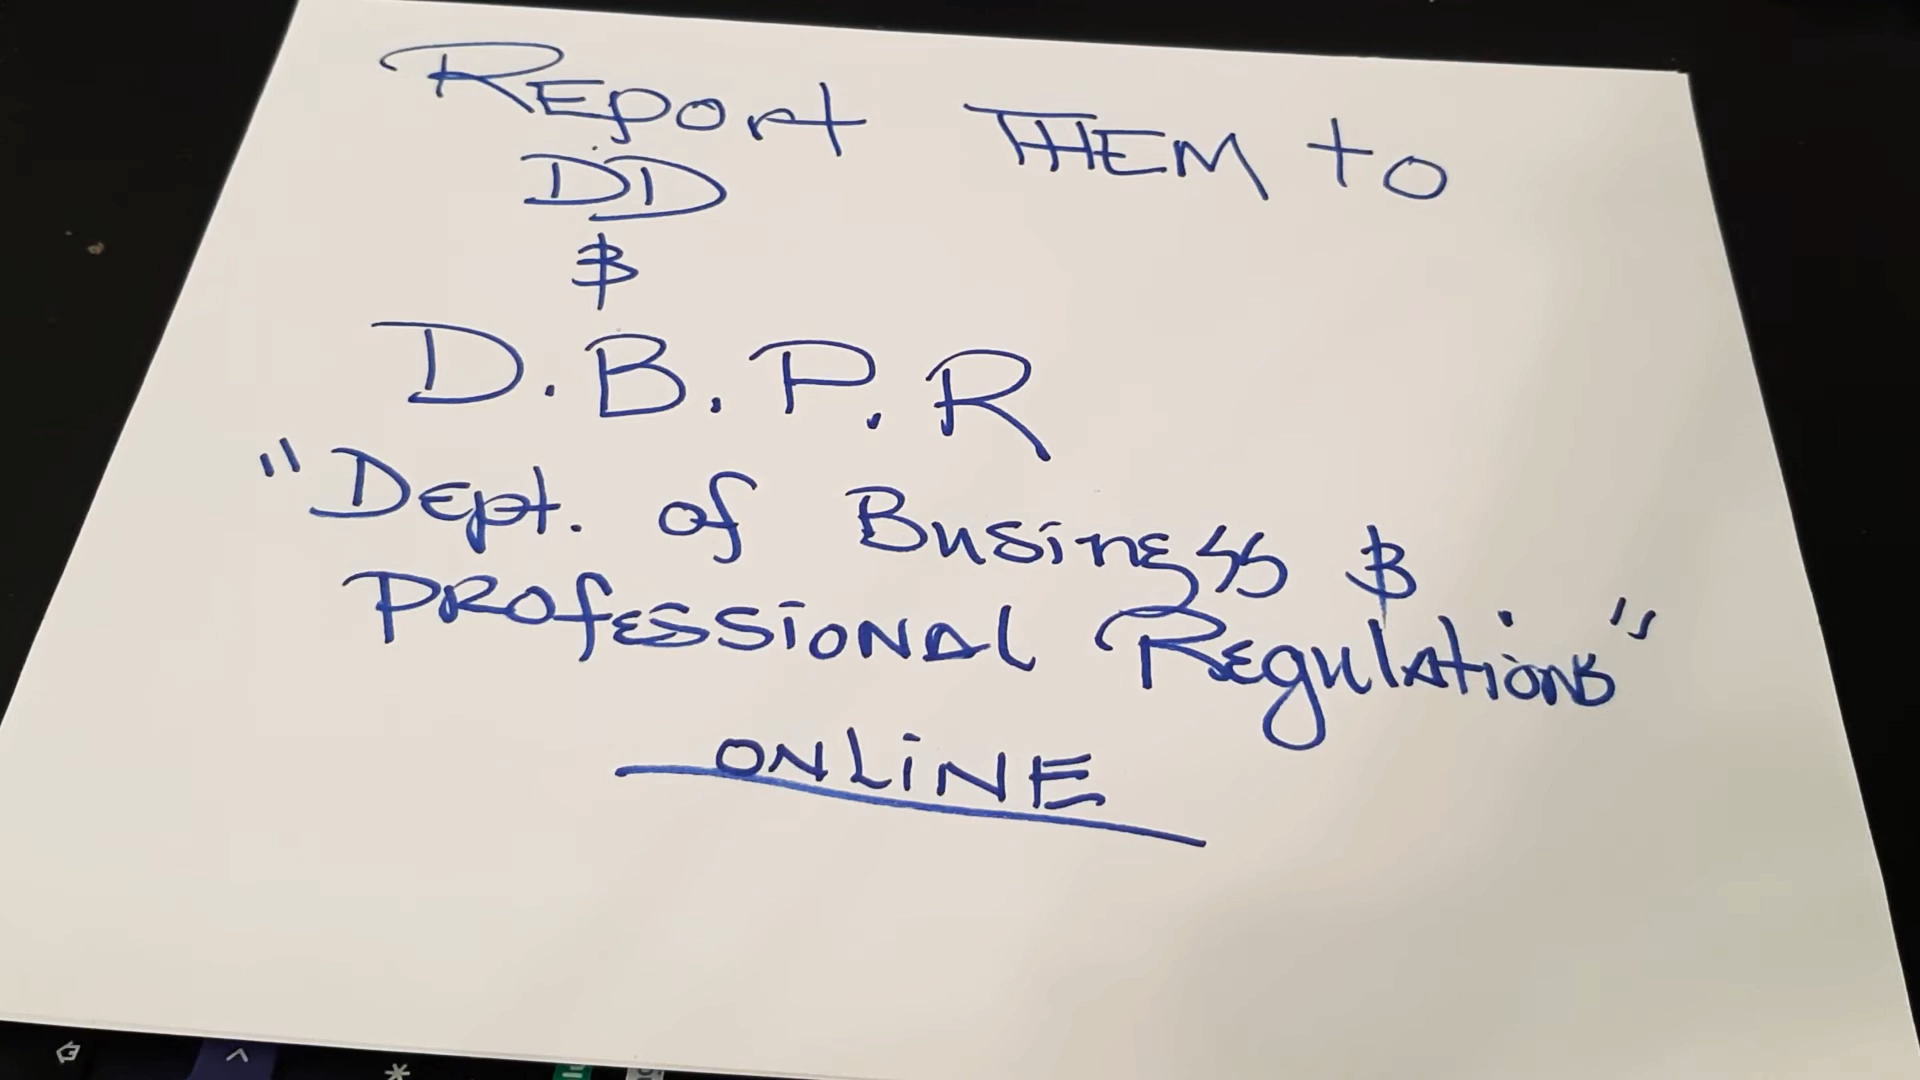 Report THEM to
DD
&
D.B.P.R
"Dept. of Business &
Professional Regulations"
ONLINE